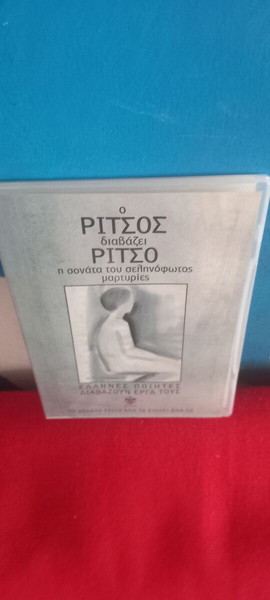 ο
ΡΙΤΣΟΣ
διαβάζει
ΡΙΤΣΟ
η σονάτα του σεληνόφωτος
μαρτυρίες
ΕΛΛΗΝΕΣ ΠΟΙΗΤΕΣ
ΔΙΑΒΑΖΟΥΝ ΕΡΓΑ ΤΟΥΣ